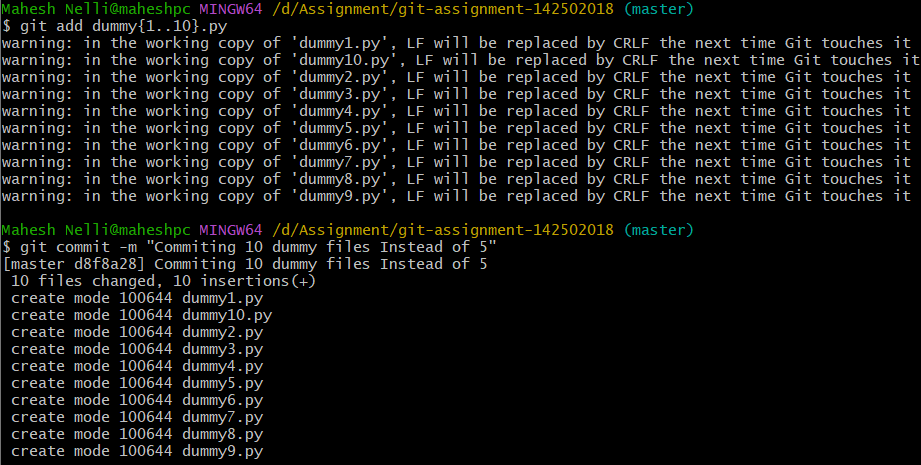 Mahesh Nelli@maheshpc MINGW64 /d/Assignment/git-assignment-142502018 (master)
$ git add dummy{1..10}.py
warning: in the working copy of 'dummy1.py', LF will be replaced by CRLF the next time Git touches it
warning: in the working copy of 'dummy10.py', LF will be replaced by CRLF the next time Git touches it
warning: in the working copy of 'dummy2.py', LF will be replaced by CRLF the next time Git touches it
warning: in the working copy of 'dummy3.py', LF will be replaced by CRLF the next time Git touches it
warning: in the working copy of 'dummy4.py', LF will be replaced by CRLF the next time Git touches it
warning: in the working copy of 'dummy5.py', LF will be replaced by CRLF the next time Git touches it
warning: in the working copy of 'dummy6.py', LF will be replaced by CRLF the next time Git touches it
warning: in the working copy of 'dummy7.py', LF will be replaced by CRLF the next time Git touches it
warning: in the working copy of 'dummy8.py', LF will be replaced by CRLF the next time Git touches it
warning: in the working copy of 'dummy9.py', LF will be replaced by CRLF the next time Git touches it
Mahesh Nelli@maheshpc MINGW64 /d/Assignment/git-assignment-142502018 (master)
$ git commit -m "Commiting 10 dummy files Instead of 5"
[master d8f8a28] Commiting 10 dummy files Instead of 5
10 files changed, 10 insertions(+)
create mode 100644 dummy1.py
create mode 100644 dummy10.py
create mode 100644 dummy2.py
create mode 100644 dummy3.py
create mode 100644 dummy4.py
create mode 100644 dummy5.py
create mode 100644 dummy6.py
create mode 100644 dummy7.py
create mode 100644 dummy8.py
create mode 100644 dummy9.py